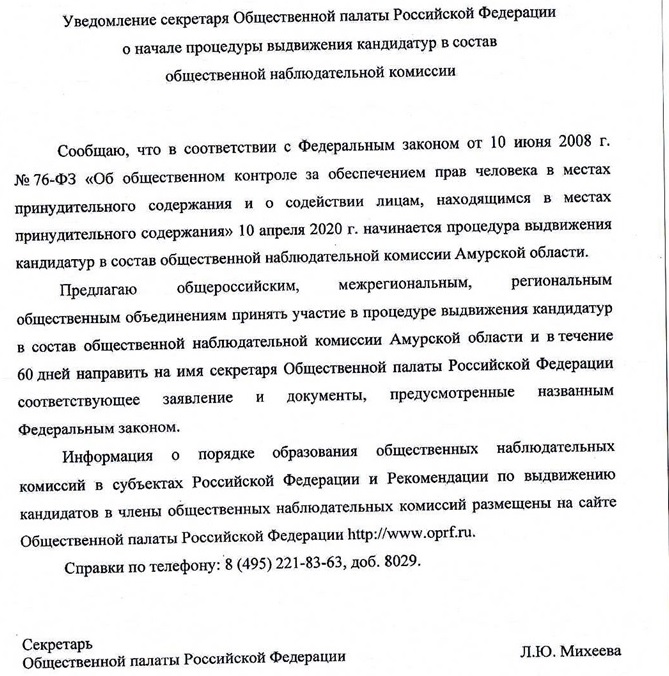 Уведомление секретаря Общественной палаты Российской Федерации
о начале процедуры выдвижения кандидатур в состав
общественной наблюдательной комиссии
Сообщаю, что в соответствии с Федеральным законом от 10 июня 2008 г.
№ 76-ФЗ «Об общественном контроле за обеспечением прав человека в местах
принудительного содержания и о содействии лицам, находящимся в местах
принудительного содержания» 10 апреля 2020 г. начинается процедура выдвижения
кандидатур в состав общественной наблюдательной комиссии Амурской области.
Предлагаю общероссийским, межрегиональным, региональным
общественным объединениям принять участие в процедуре выдвижения кандидатур
в состав общественной наблюдательной комиссии Амурской области и в течение
60 дней направить на имя секретаря Общественной палаты Российской Федерации
соответствующее заявление и документы, предусмотренные названным
Федеральным законом.
Информация о порядке образования общественных наблюдательных
комиссий в субъектах Российской Федерации и Рекомендации по выдвижению
кандидатов в члены общественных наблюдательных комиссий размещены на сайте
Общественной палаты Российской Федерации http://www.oprf.ru.
Справки по телефону: 8 (495) 221-83-63, доб. 8029.
Секретарь
Общественной палаты Российской Федерации Л.Ю. Михеева